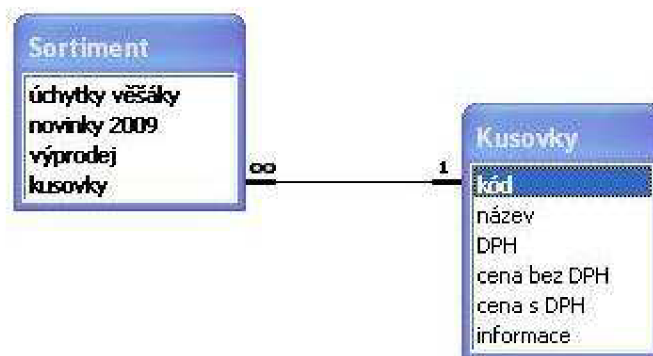 Sortiment
úchytky věšáky
novinky 2009
výprodej
kusovky
∞
1
Kusovky
kód
název
DPH
cena bez DPH
cena s DPH
informace